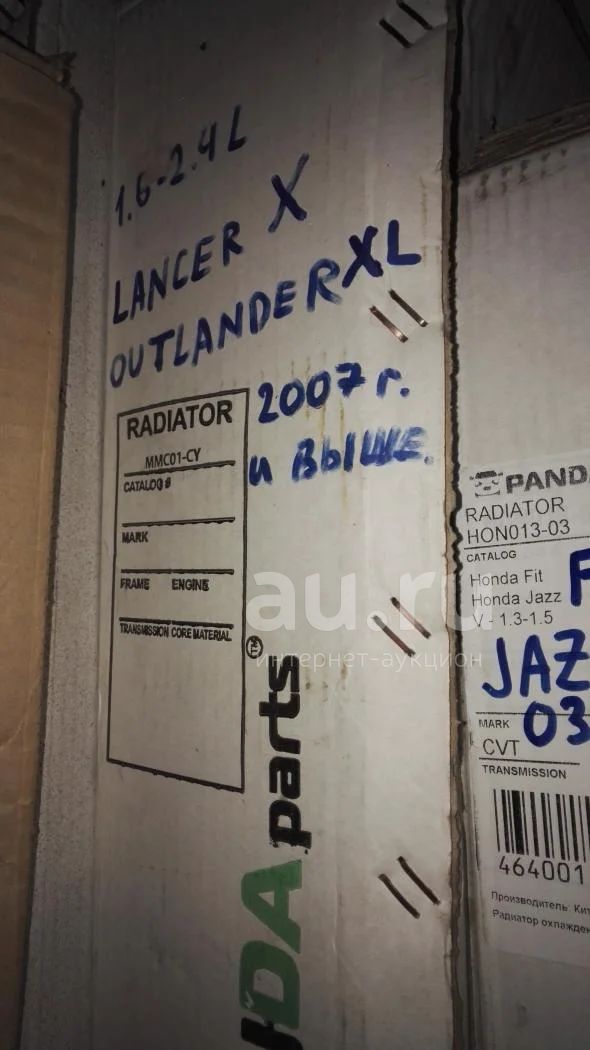 1.6-2.4L
LANCER X
OUTLANDER XL
2007 г.
и выше.
RADIATOR
MMC01-CY
CATALOG #
MARK
FRAME ENGINE
TRANSMISSION CORE MATERIAL
DA parts
au.ru
интернет-аукцион
PANDA
RADIATOR
HON013-03
CATALOG
Honda Fit
Honda Jazz
V - 1.3-1.5
F
JAZ
03
MARK
CVT
TRANSMISSION
464001
Производитель: Кит
Радиатор охлажден